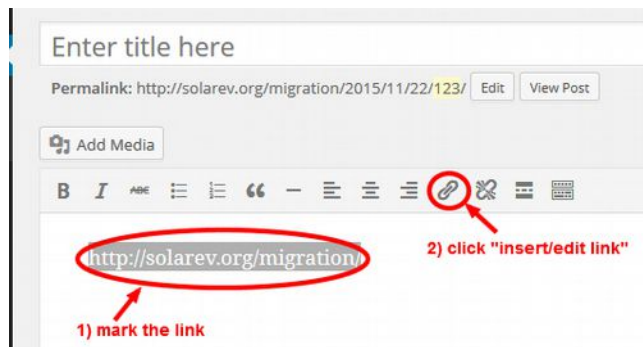 Enter title here
Permalink: http://solarev.org/migration/2015/11/22/123/ Edit View Post
Add Media
B I ABC
http://solarev.org/migration/
2) click "insert/edit link"
1) mark the link